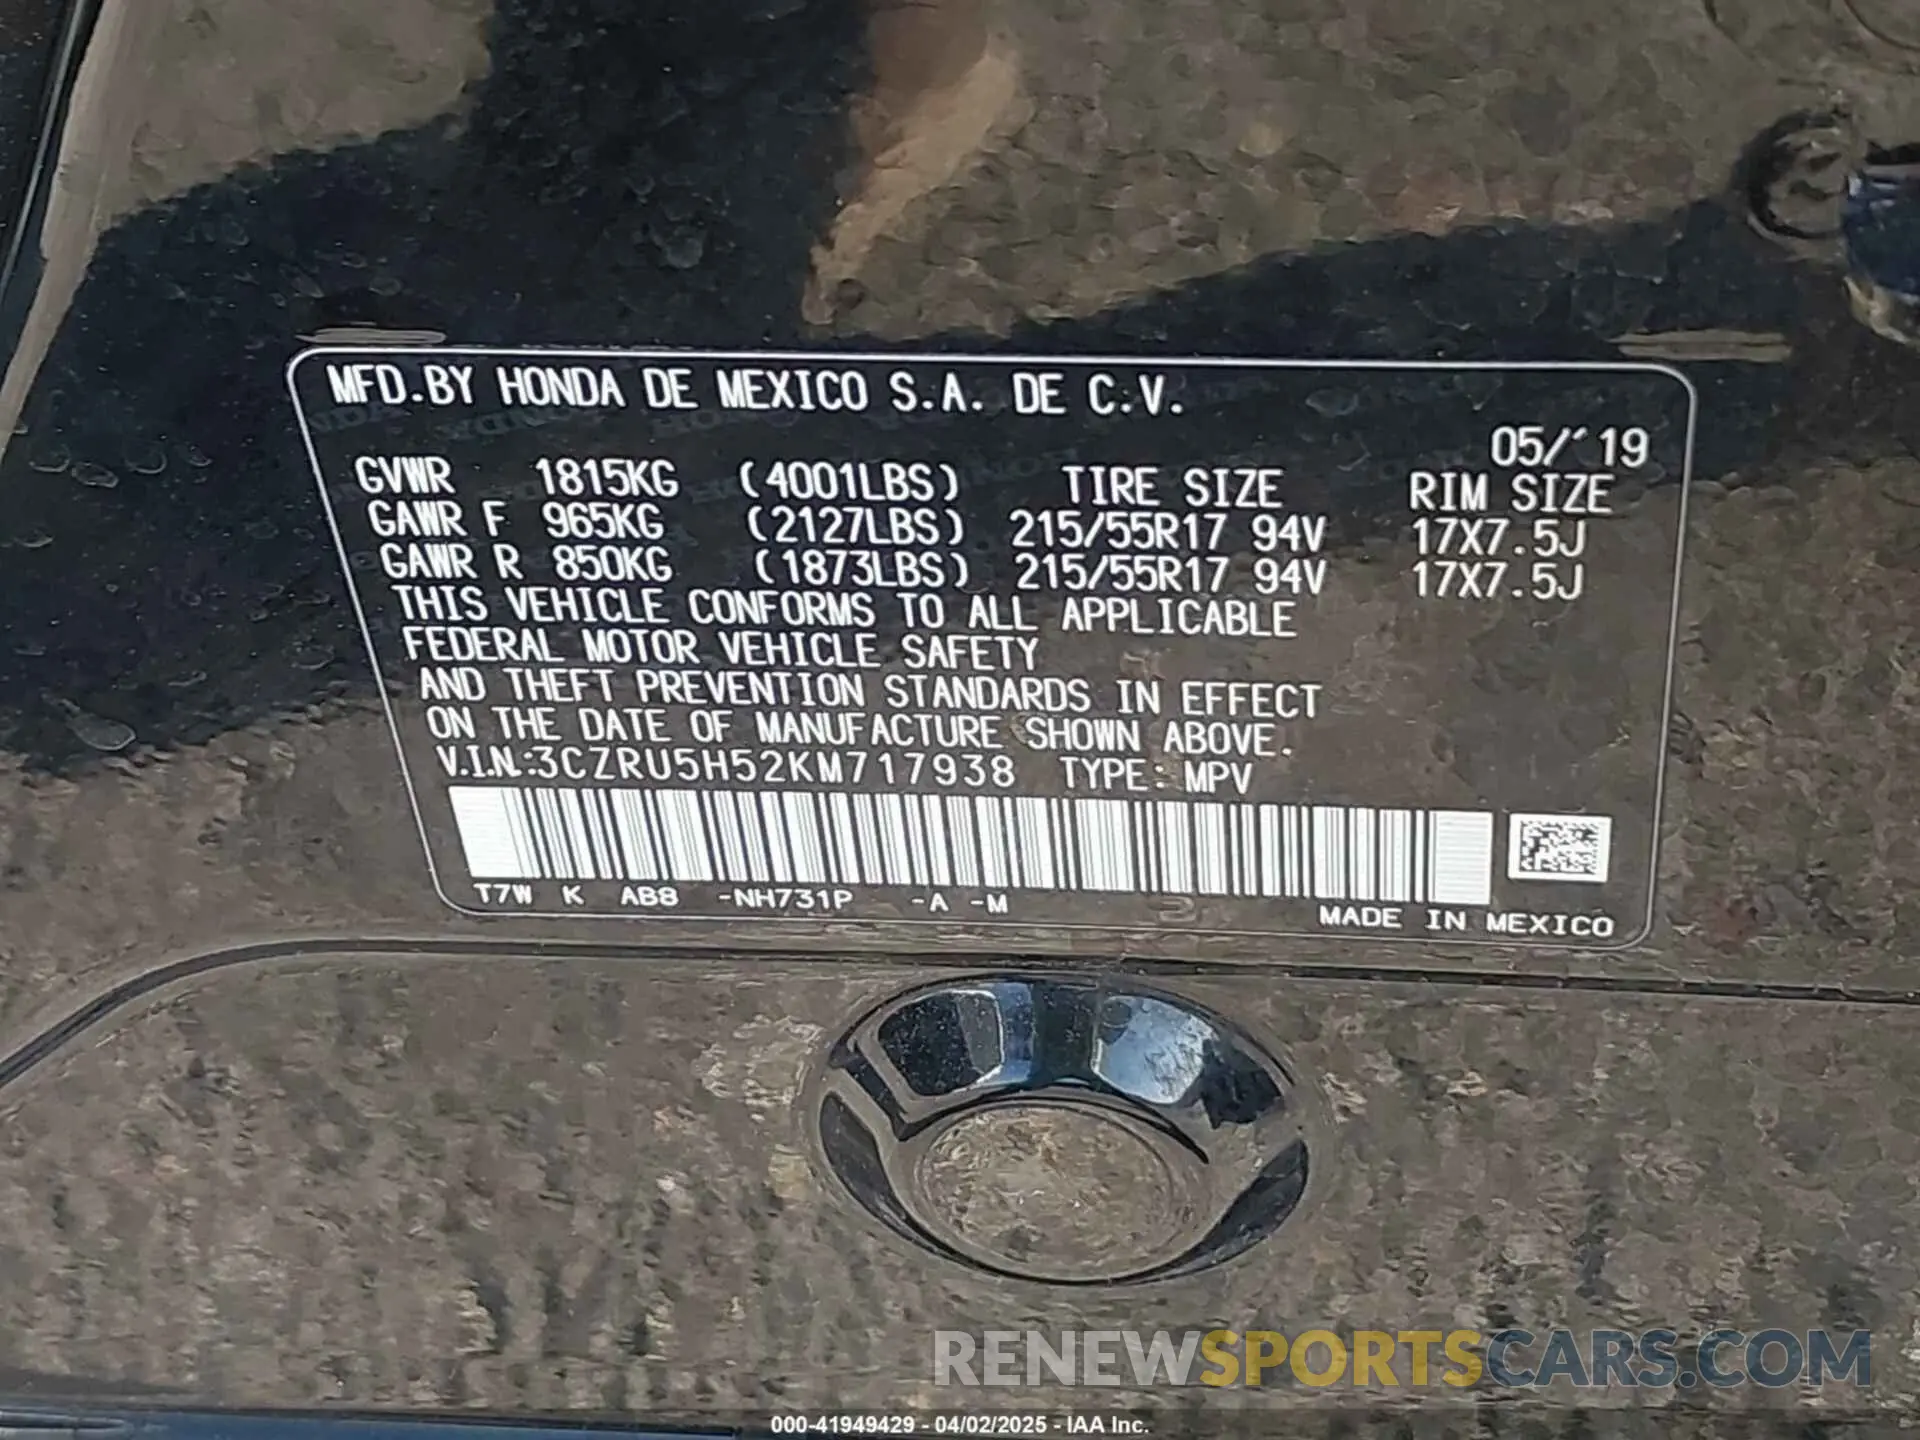 MFD.BY HONDA DE MEXICO S.A. DE C.V.
05/'19
GVWR 1815KG (4001LBS) TIRE SIZE RIM SIZE
GAWR F 965KG (2127LBS) 215/55R17 94V 17X7.5J
GAWR R 850KG (1873LBS) 215/55R17 94V 17X7.5J
THIS VEHICLE CONFORMS TO ALL APPLICABLE
FEDERAL MOTOR VEHICLE SAFETY
AND THEFT PREVENTION STANDARDS IN EFFECT
ON THE DATE OF MANUFACTURE SHOWN ABOVE.
V.I.N.:3CZRU5H52KM717938 TYPE: MPV
T7W K AB8 -NH731P -A -M
MADE IN MEXICO
RENEWSPORTSCARS.COM
000-41949429 - 04/02/2025 - IAA Inc.